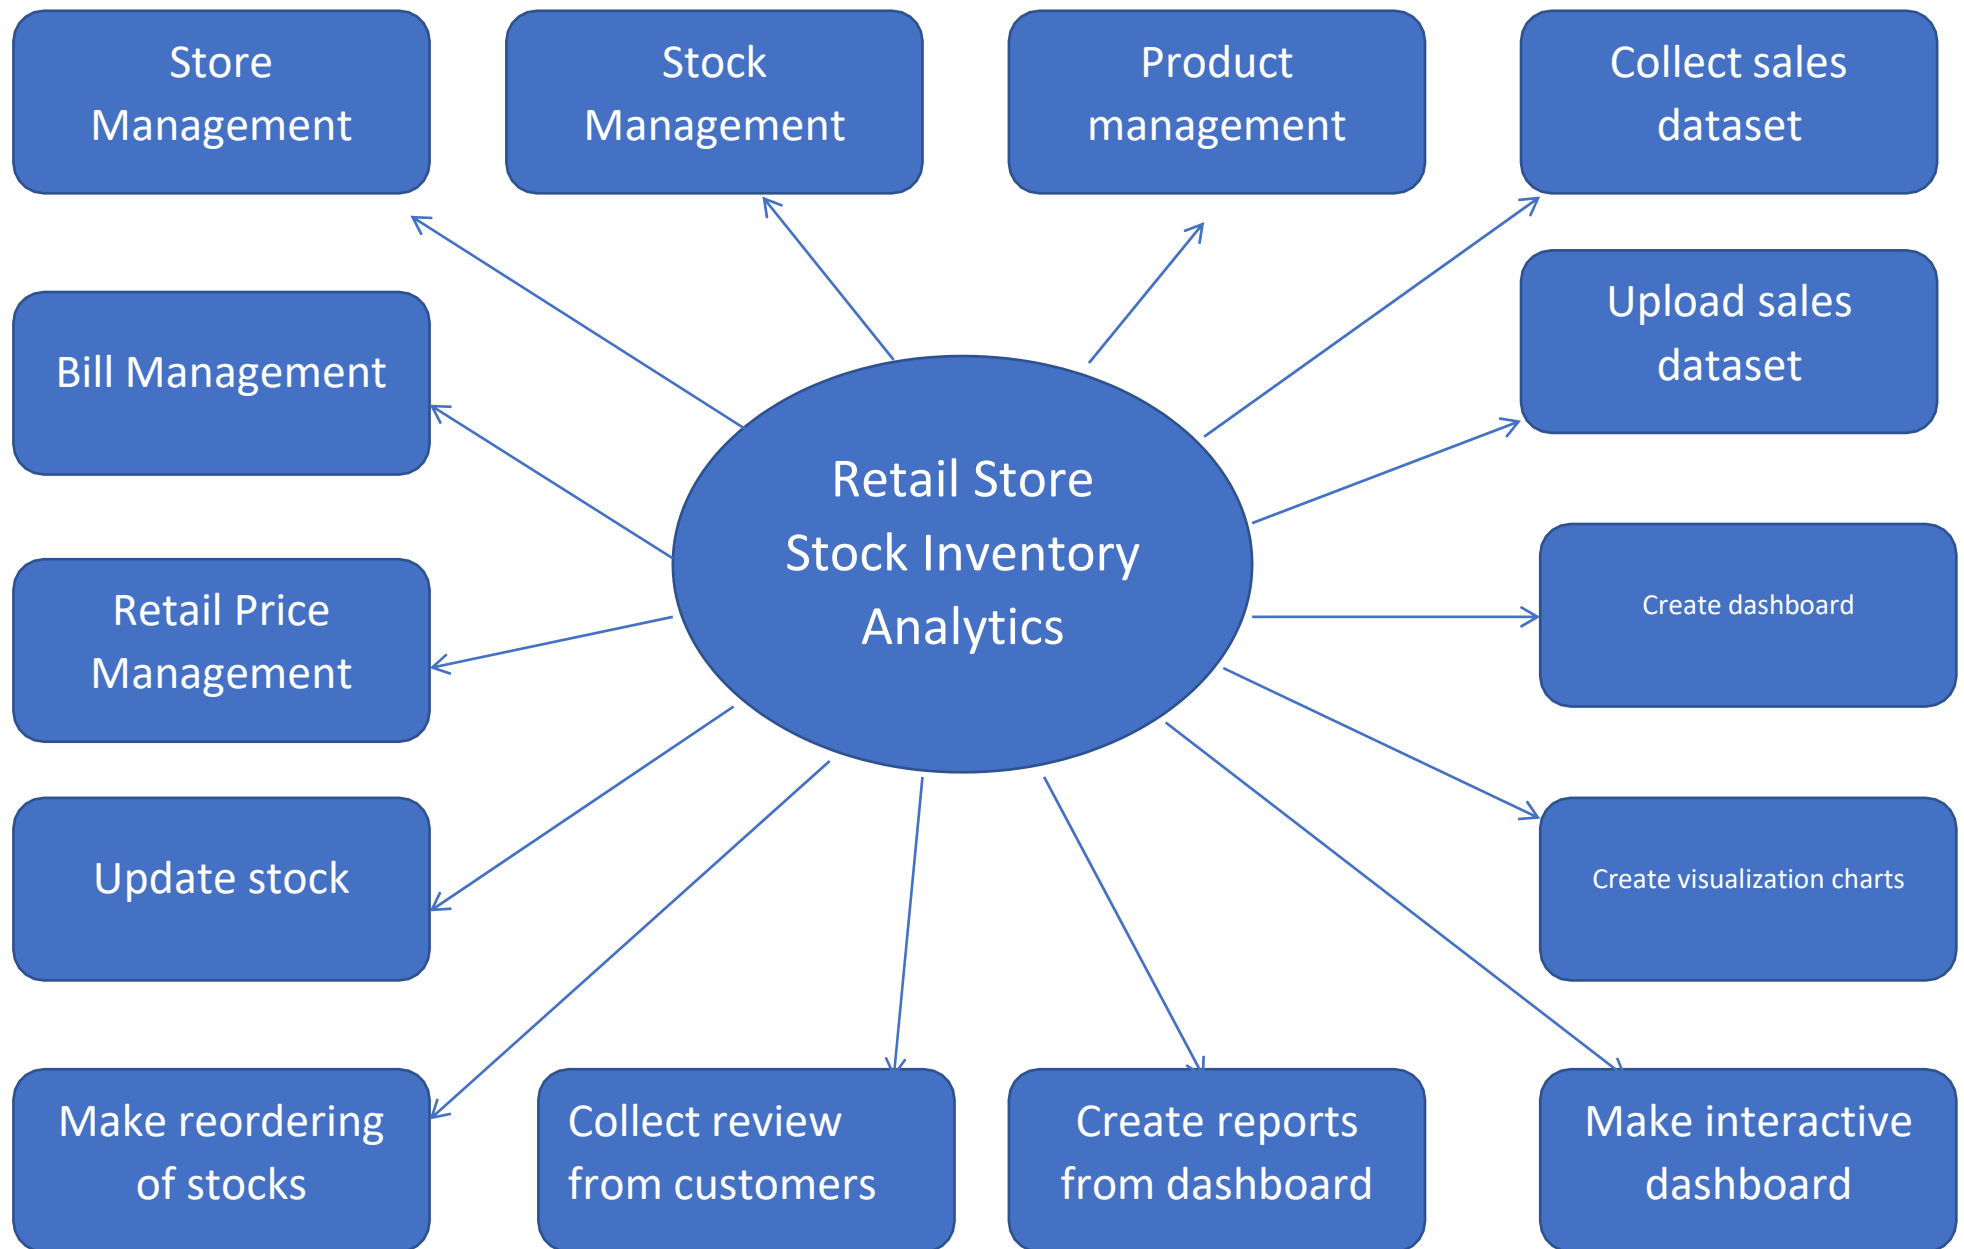 Store
Management
Stock
Management
Product
management
Collect sales
dataset
Bill Management
Upload sales
dataset
Retail Store
Stock Inventory
Analytics
Retail Price
Management
Create dashboard
Update stock
Create visualization charts
Make reordering
of stocks
Collect review
from customers
Create reports
from dashboard
Make interactive
dashboard